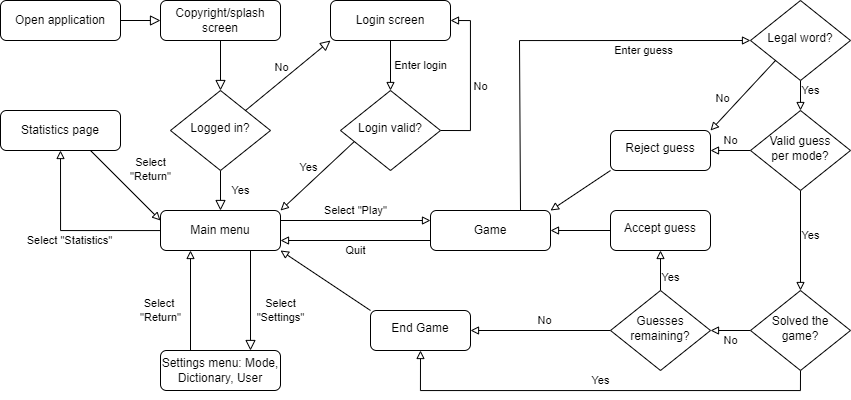 Open application
Copyright/splash
screen
Login screen
Legal word?
Enter guess
No
Enter login
No
No
Yes
Logged in?
Login valid?
Statistics page
Reject guess
No
Valid guess
per mode?
Select
"Return"
Yes
Yes
Select "Play"
Main menu
Game
Accept guess
Select "Statistics"
Quit
Yes
Yes
Select
"Return"
Select
"Settings"
End Game
No
Guesses
remaining?
No
Solved the
game?
Settings menu: Mode,
Dictionary, User
Yes